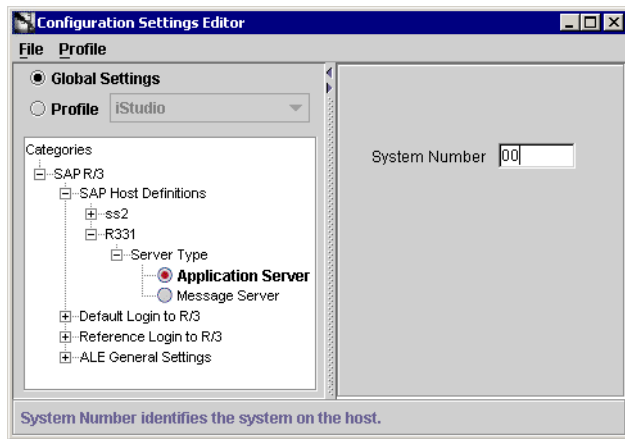 Configuration Settings Editor
File Profile
Global Settings
Profile iStudio
Categories
SAP R/3
SAP Host Definitions
ss2
R331
Server Type
Application Server
Message Server
Default Login to R/3
Reference Login to R/3
ALE General Settings
System Number 00
System Number identifies the system on the host.